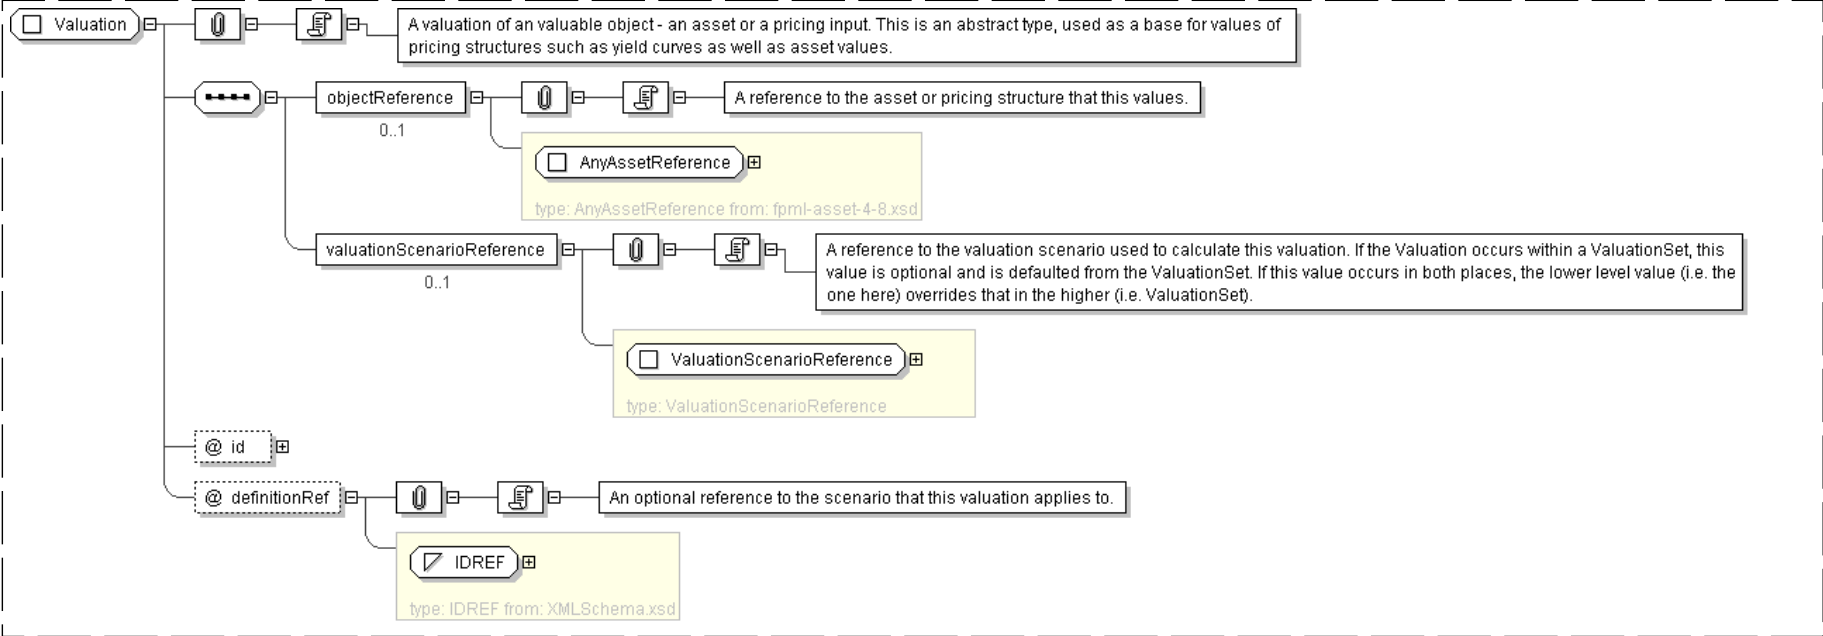 Valuation
A valuation of an valuable object - an asset or a pricing input. This is an abstract type, used as a base for values of
pricing structures such as yield curves as well as asset values.
objectReference
A reference to the asset or pricing structure that this values.
0..1
AnyAssetReference
type: AnyAssetReference from: fpml-asset-4-8.xsd
valuationScenarioReference
0..1
A reference to the valuation scenario used to calculate this valuation. If the Valuation occurs within a ValuationSet, this
value is optional and is defaulted from the ValuationSet. If this value occurs in both places, the lower level value (i.e. the
one here) overrides that in the higher (i.e. ValuationSet).
ValuationScenarioReference
type: ValuationScenarioReference
@ id
@ definitionRef
An optional reference to the scenario that this valuation applies to.
IDREF
type: IDREF from: XMLSchema.xsd